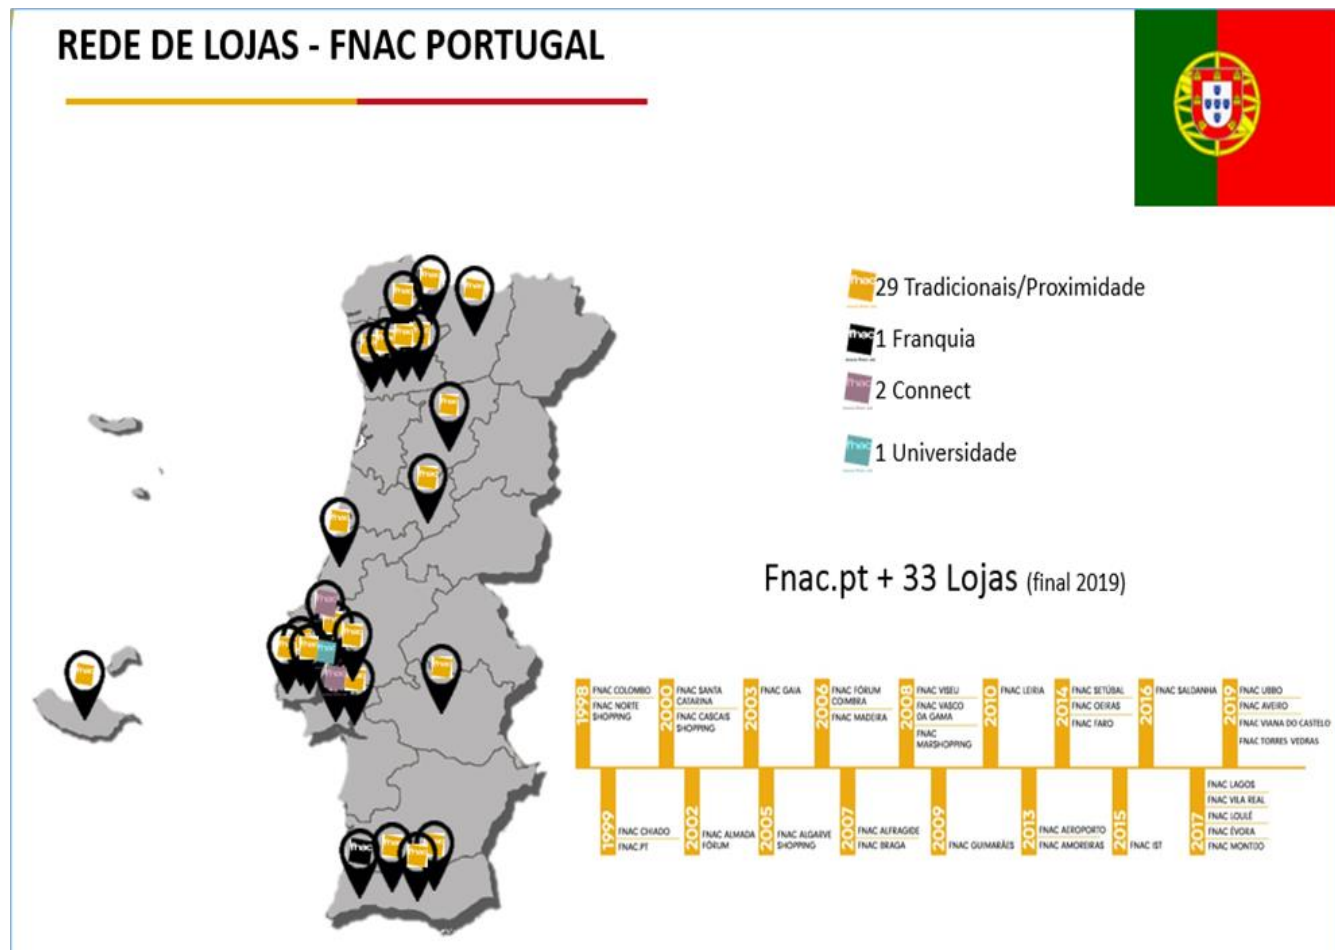 REDE DE LOJAS - FNAC PORTUGAL
29 Tradicionais/Proximidade
1 Franquia
2 Connect
1 Universidade
Fnac.pt + 33 Lojas (final 2019)
1998
FNAC COLOMBO
FNAC NORTE
SHOPPING
2000
FNAC SANTA
CATARINA
FNAC CASCAIS
SHOPPING
2003
FNAC GAIA
2006
FNAC FÓRUM
COIMBRA
FNAC MADEIRA
2008
FNAC VISEU
FNAC VASCO
DA GAMA
FNAC
MARSHOPPING
2010
FNAC LEIRIA
2014
FNAC SETÚBAL
FNAC OEIRAS
FNAC FARO
2016
FNAC SALDANHA
2019
FNAC UBBO
FNAC AVEIRO
FNAC VIANA DO CASTELO
FNAC TORRES VEDRAS
1999
FNAC CHIADO
FNAC.PT
2002
FNAC ALMADA
FÓRUM
2005
FNAC ALGARVE
SHOPPING
2007
FNAC ALFRAGIDE
FNAC BRAGA
2009
FNAC GUIMARÃES
2013
FNAC AEROPORTO
FNAC AMOREIRAS
2015
FNAC IST
2017
FNAC LAGOS
FNAC VILA REAL
FNAC LOULÉ
FNAC ÉVORA
FNAC MONTIJO